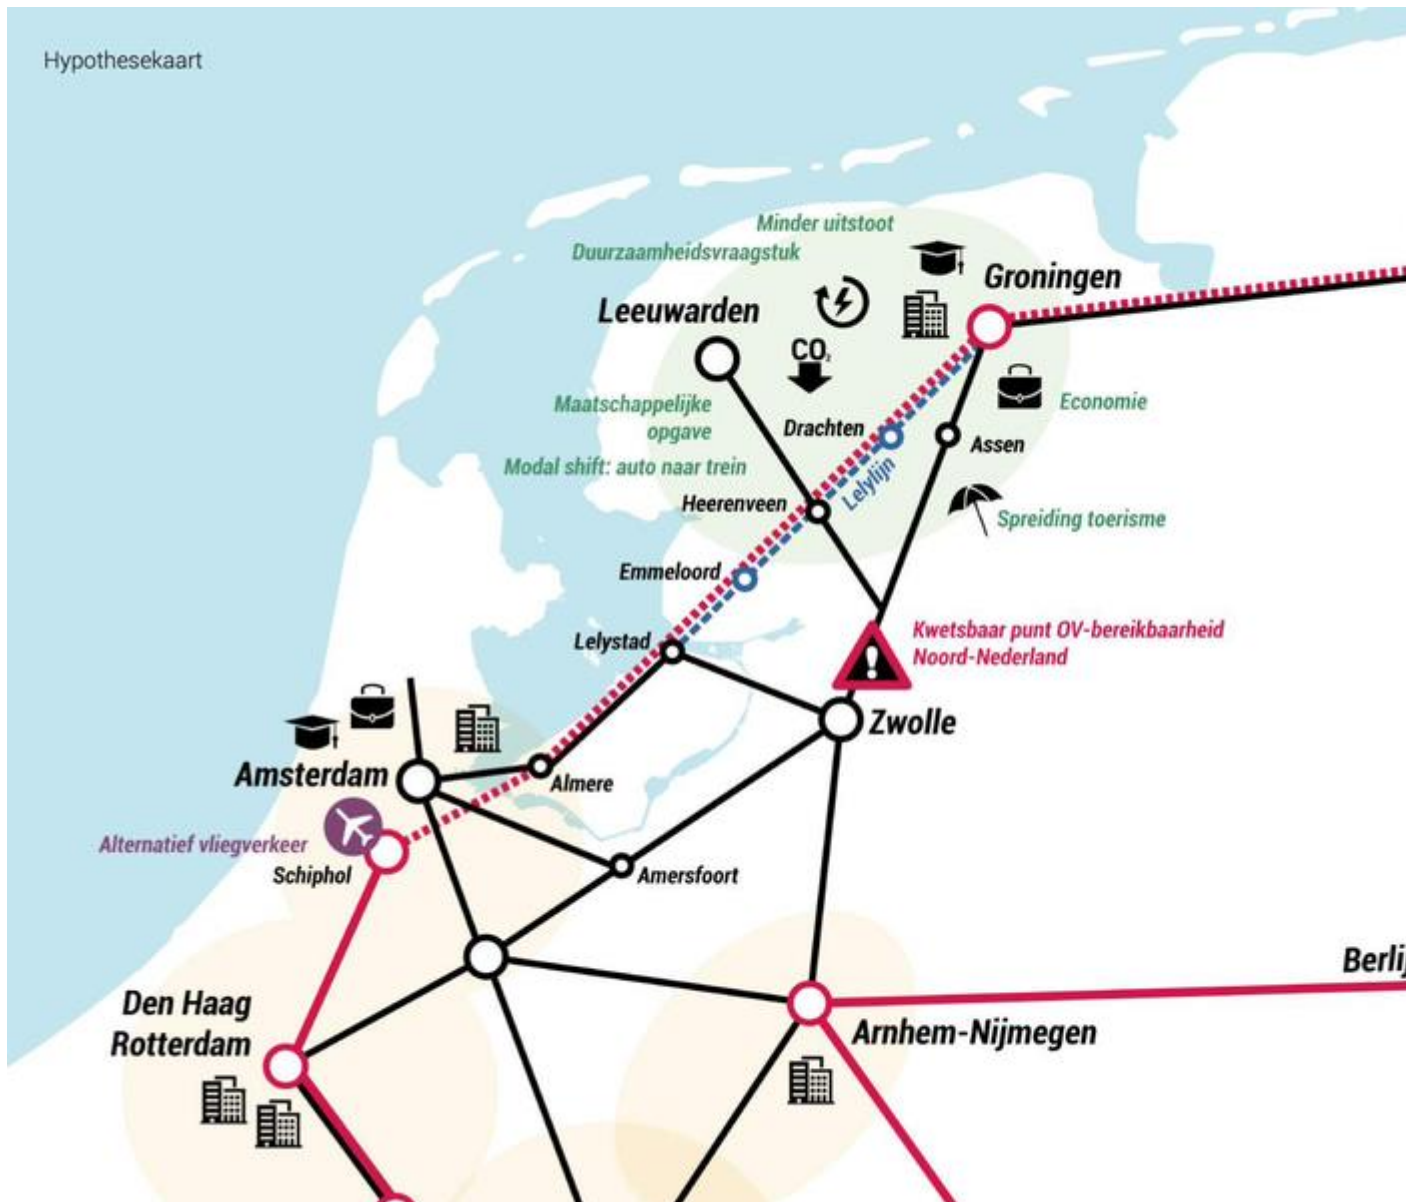 Hypothesekaart
Minder uitstoot
Duurzaamheidsvraagstuk
Groningen
Leeuwarden
CO₂
Maatschappelijke
opgave
Economie
Drachten
Assen
Modal shift: auto naar trein
Lelylijn
Heerenveen
Spreiding toerisme
Emmeloord
Kwetsbaar punt OV-bereikbaarheid
Noord-Nederland
Lelystad
Zwolle
Amsterdam
Almere
Alternatief vliegverkeer
Schiphol
Amersfoort
Berlij
Den Haag
Rotterdam
Arnhem-Nijmegen